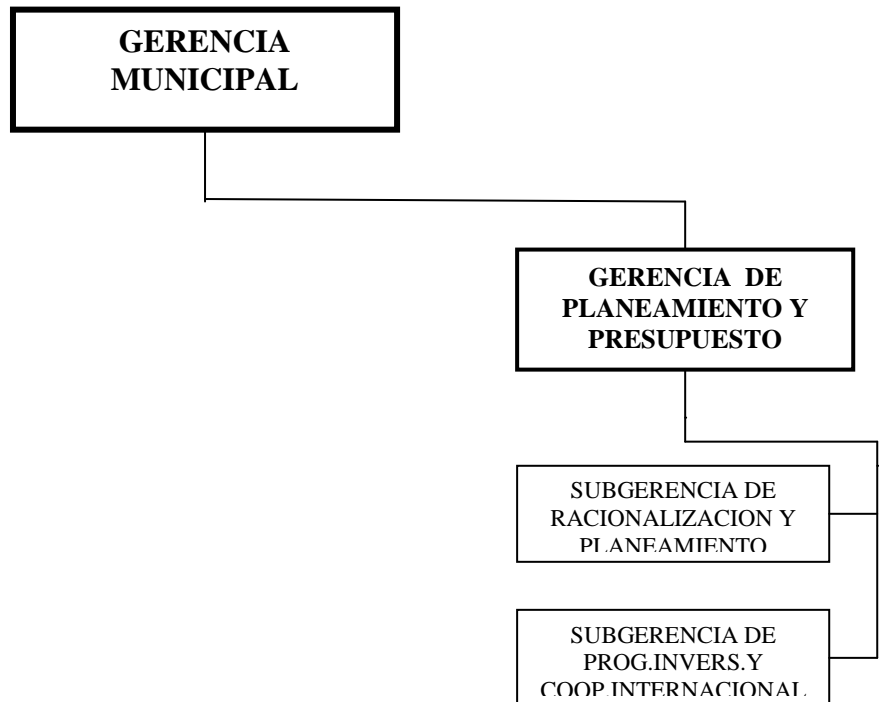 GERENCIA
MUNICIPAL
GERENCIA DE
PLANEAMIENTO Y
PRESUPUESTO
SUBGERENCIA DE
RACIONALIZACION Y
PLANEAMIENTO
SUBGERENCIA DE
PROG.INVERS.Y
COOP.INTERNACIONAL